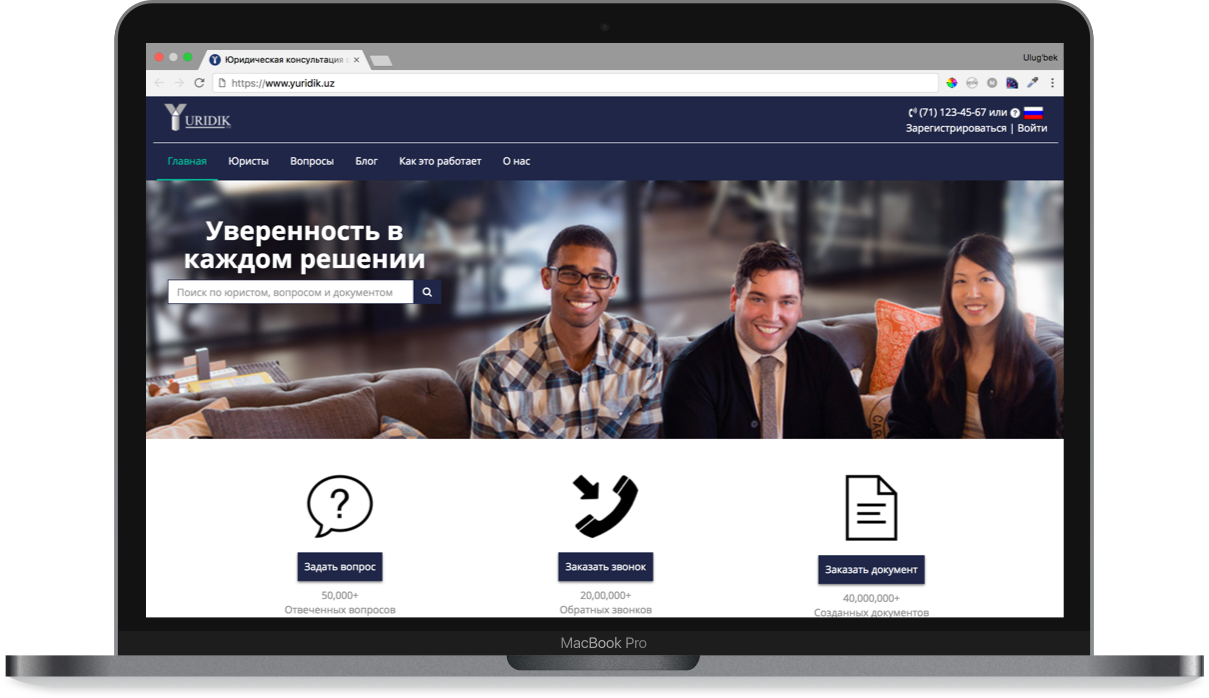 Юридическая консультация
Ulug'bek
https://www.yuridik.uz
YURIDIK
(71) 123-45-67 или
Зарегистрироваться | Войти
Главная Юристы Вопросы Блог Как это работает О нас
Уверенность в
каждом решении
Поиск по юристом, вопросом и документом
?
Задать вопрос
Заказать звонок
Заказать документ
50,000+
20,00,000+
40,000,000+
Отвеченных вопросов
Обратных звонков
Созданных документов
MacBook Pro